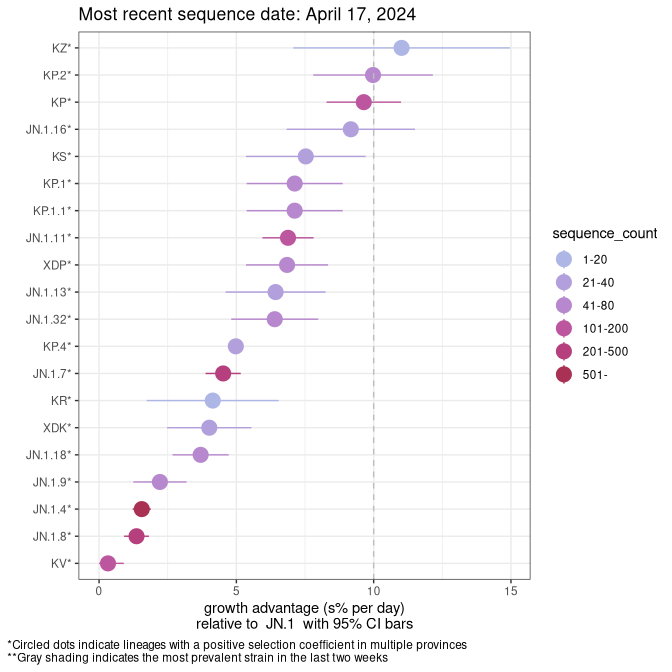 Most recent sequence date: April 17, 2024
KZ*
KP.2*
KP*
JN.1.16*
KS*
KP.1*
KP.1.1*
JN.1.11*
XDP*
JN.1.13*
JN.1.32*
KP.4*
JN.1.7*
KR*
XDK*
JN.1.18*
JN.1.9*
JN.1.4*
JN.1.8*
KV*
0 5 10 15
growth advantage (s% per day)
relative to JN.1 with 95% CI bars
sequence_count
1-20
21-40
41-80
101-200
201-500
501-
*Circled dots indicate lineages with a positive selection coefficient in multiple provinces
**Gray shading indicates the most prevalent strain in the last two weeks